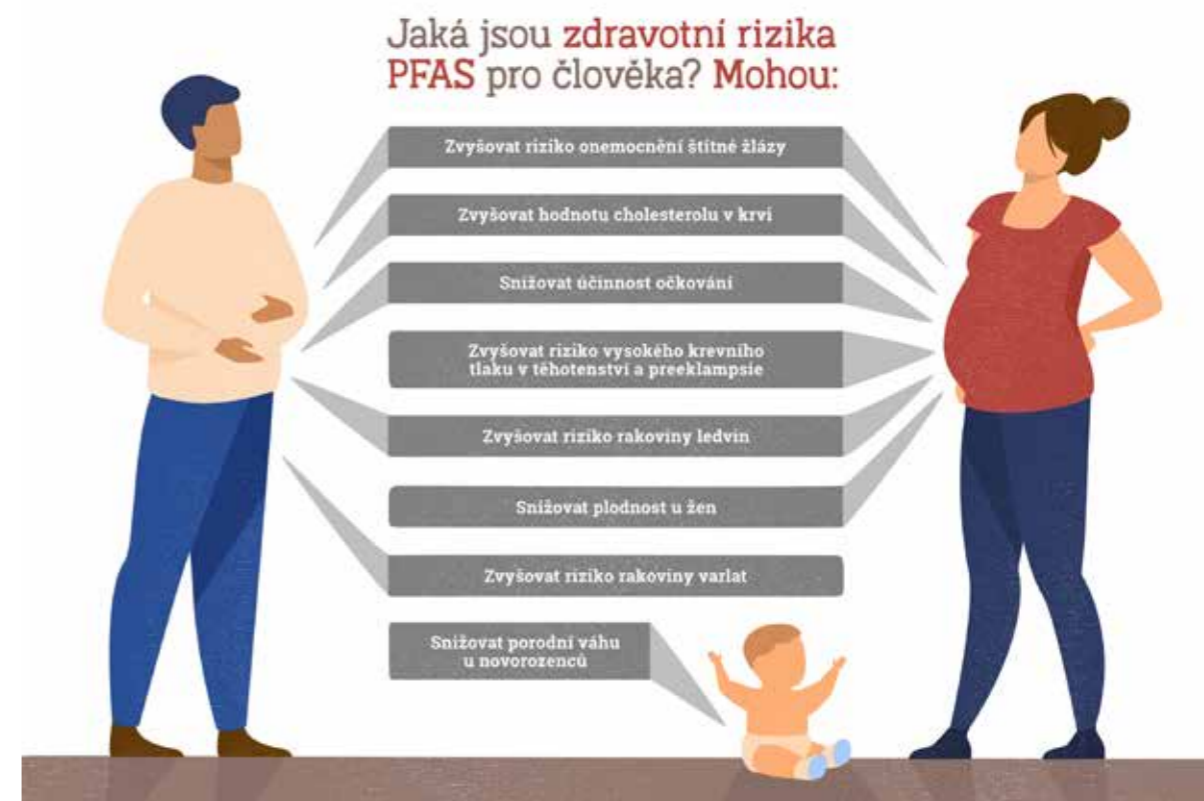 Jaká jsou zdravotní rizika
PFAS pro člověka? Mohou:
Zvyšovat riziko onemocnění štítné žlázy
Zvyšovat hodnotu cholesterolu v krvi
Snižovat účinnost očkování
Zvyšovat riziko vysokého krevního
tlaku v těhotenství a preeklampsie
Zvyšovat riziko rakoviny ledvin
Snižovat plodnost u žen
Zvyšovat riziko rakoviny varlat
Snižovat porodní váhu
u novorozenců